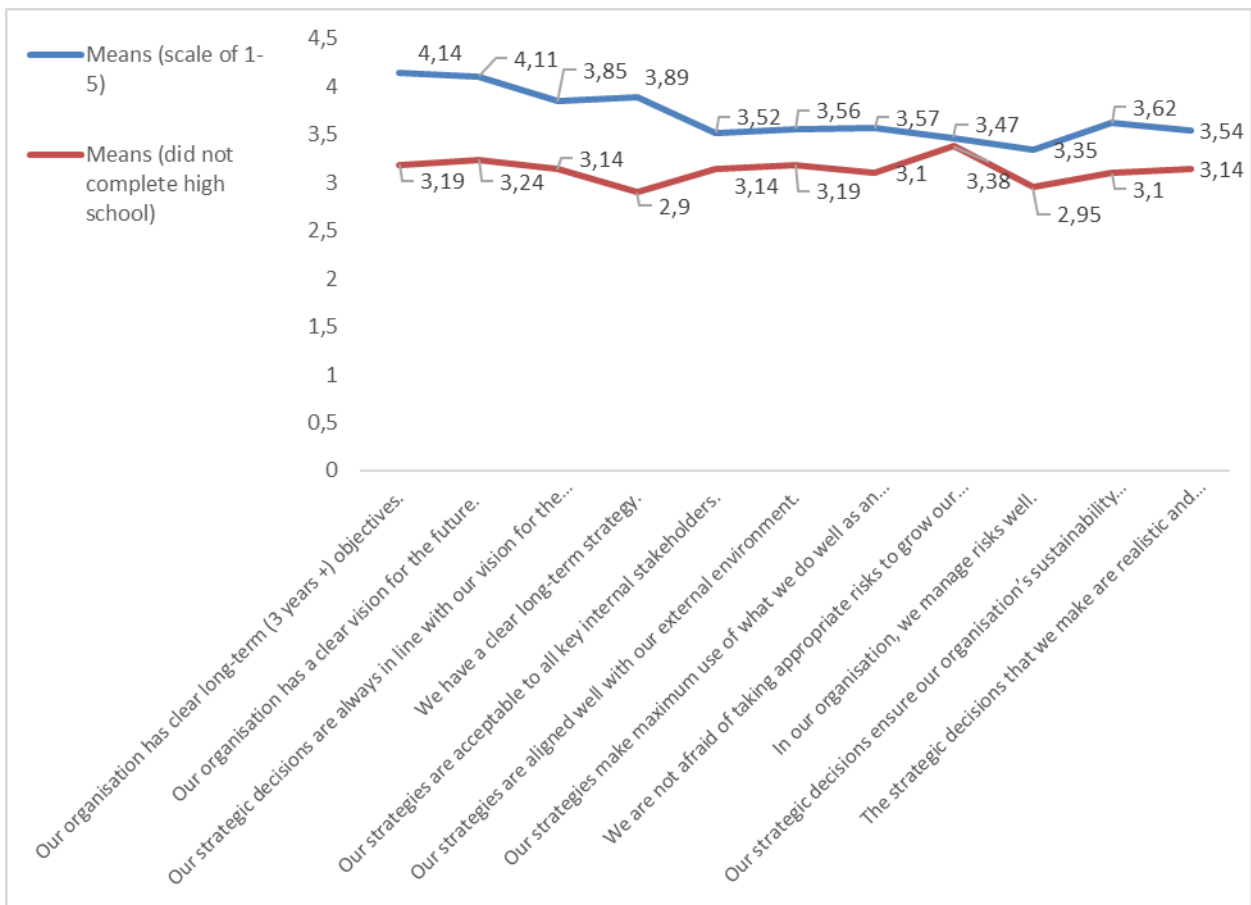 Means (scale of 1-
5)
Means (did not
complete high
school)
4,5
4
3,5
3
2,5
2
1,5
1
0,5
0
4,14
4,11
3,85
3,89
3,52
3,56
3,57
3,47
3,35
3,62
3,54
3,19
3,24
3,14
2,9
3,14
3,19
3,1
3,38
2,95
3,1
3,14
Our organisation has clear long-term (3 years +) objectives.
Our organisation has a clear vision for the future.
Our strategic decisions are always in line with our vision for the...
We have a clear long-term strategy.
Our strategies are acceptable to all key internal stakeholders.
Our strategies are aligned well with our external environment.
Our strategies make maximum use of what we do well as an...
We are not afraid of taking appropriate risks to grow our...
In our organisation, we manage risks well.
Our strategic decisions ensure our organisation’s sustainability...
The strategic decisions that we make are realistic and...